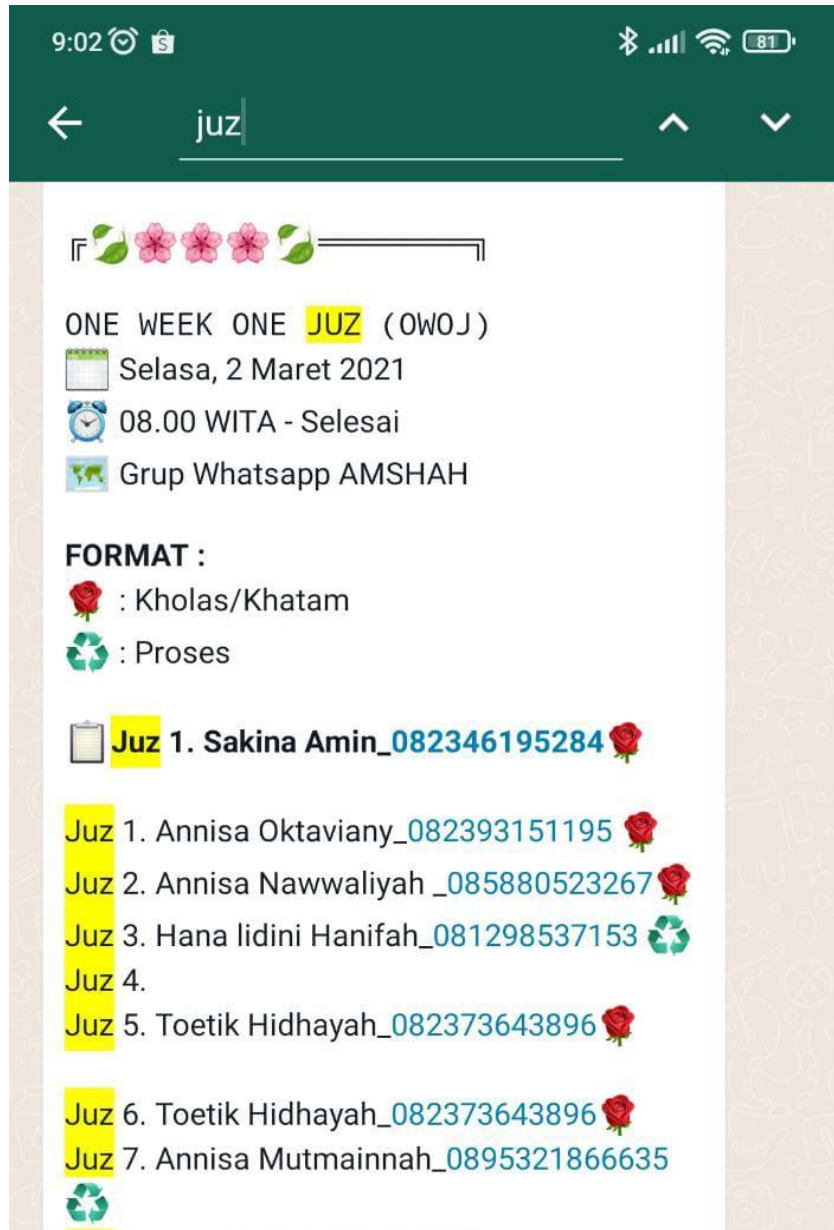 9:02
81
juz
ONE WEEK ONE JUZ (OWOJ)
Selasa, 2 Maret 2021
08.00 WITA - Selesai
Grup Whatsapp AMSHAH
FORMAT :
🌹 : Kholas/Khatam
♻️ : Proses
📋Juz 1. Sakina Amin_082346195284🌹
Juz 1. Annisa Oktaviany_082393151195 🌹
Juz 2. Annisa Nawwaliyah _085880523267🌹
Juz 3. Hana lidini Hanifah_081298537153 ♻️
Juz 4.
Juz 5. Toetik Hidhayah_082373643896🌹
Juz 6. Toetik Hidhayah_082373643896🌹
Juz 7. Annisa Mutmainnah_0895321866635
♻️